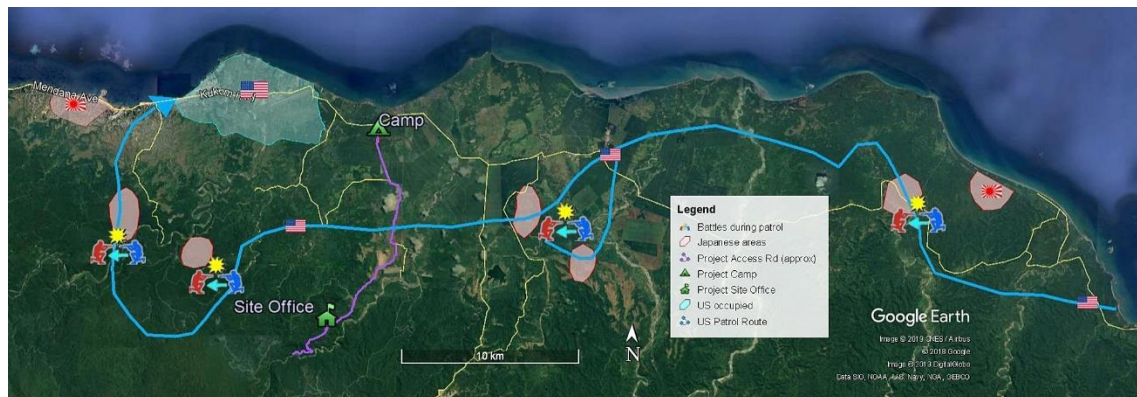 Mendana Ave
Camp
Site Office
10 km
N
Legend
Battles during patrol
Japanese areas
Project Access Rd (approx)
Project Camp
Project Site Office
US occupied
US Patrol Route
Google Earth
Image © 2019 CNES / Airbus
© 2018 Google
Image © 2019 DigitalGlobe
Data SIO, NOAA, U.S. Navy, NGA, GEBCO